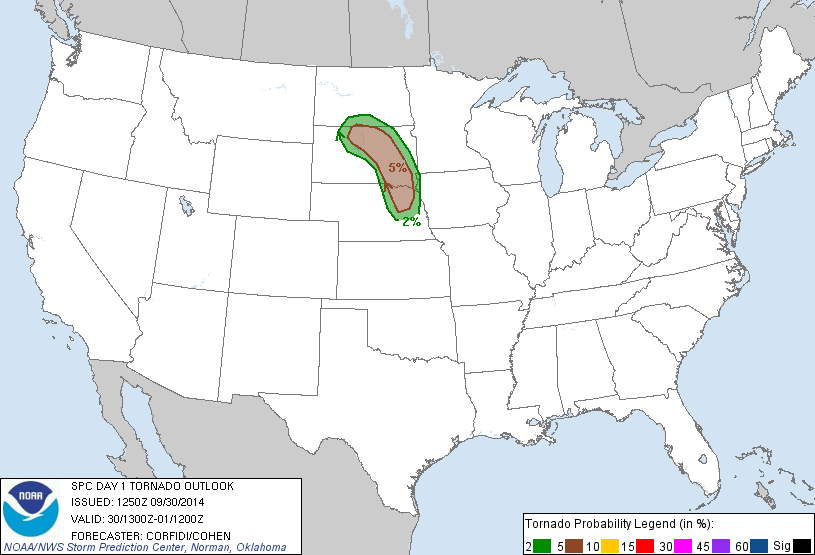 5%
2%
NOAA
SPC DAY 1 TORNADO OUTLOOK
ISSUED: 1250Z 09/30/2014
VALID: 30/1300Z-01/1200Z
FORECASTER: CORFIDI/COHEN
NOAA/NWS Storm Prediction Center, Norman, Oklahoma
Tornado Probability Legend (in %):
2 5 10 15 30 45 60 Sig